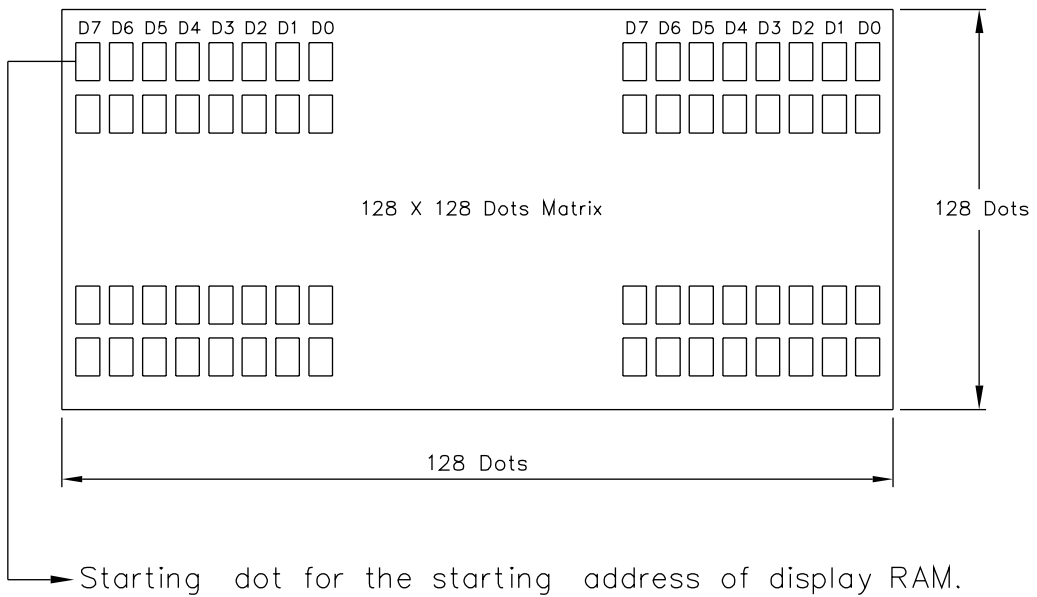 D7 D6 D5 D4 D3 D2 D1 D0 D7 D6 D5 D4 D3 D2 D1 D0
128 X 128 Dots Matrix
128 Dots
128 Dots
Starting dot for the starting address of display RAM.